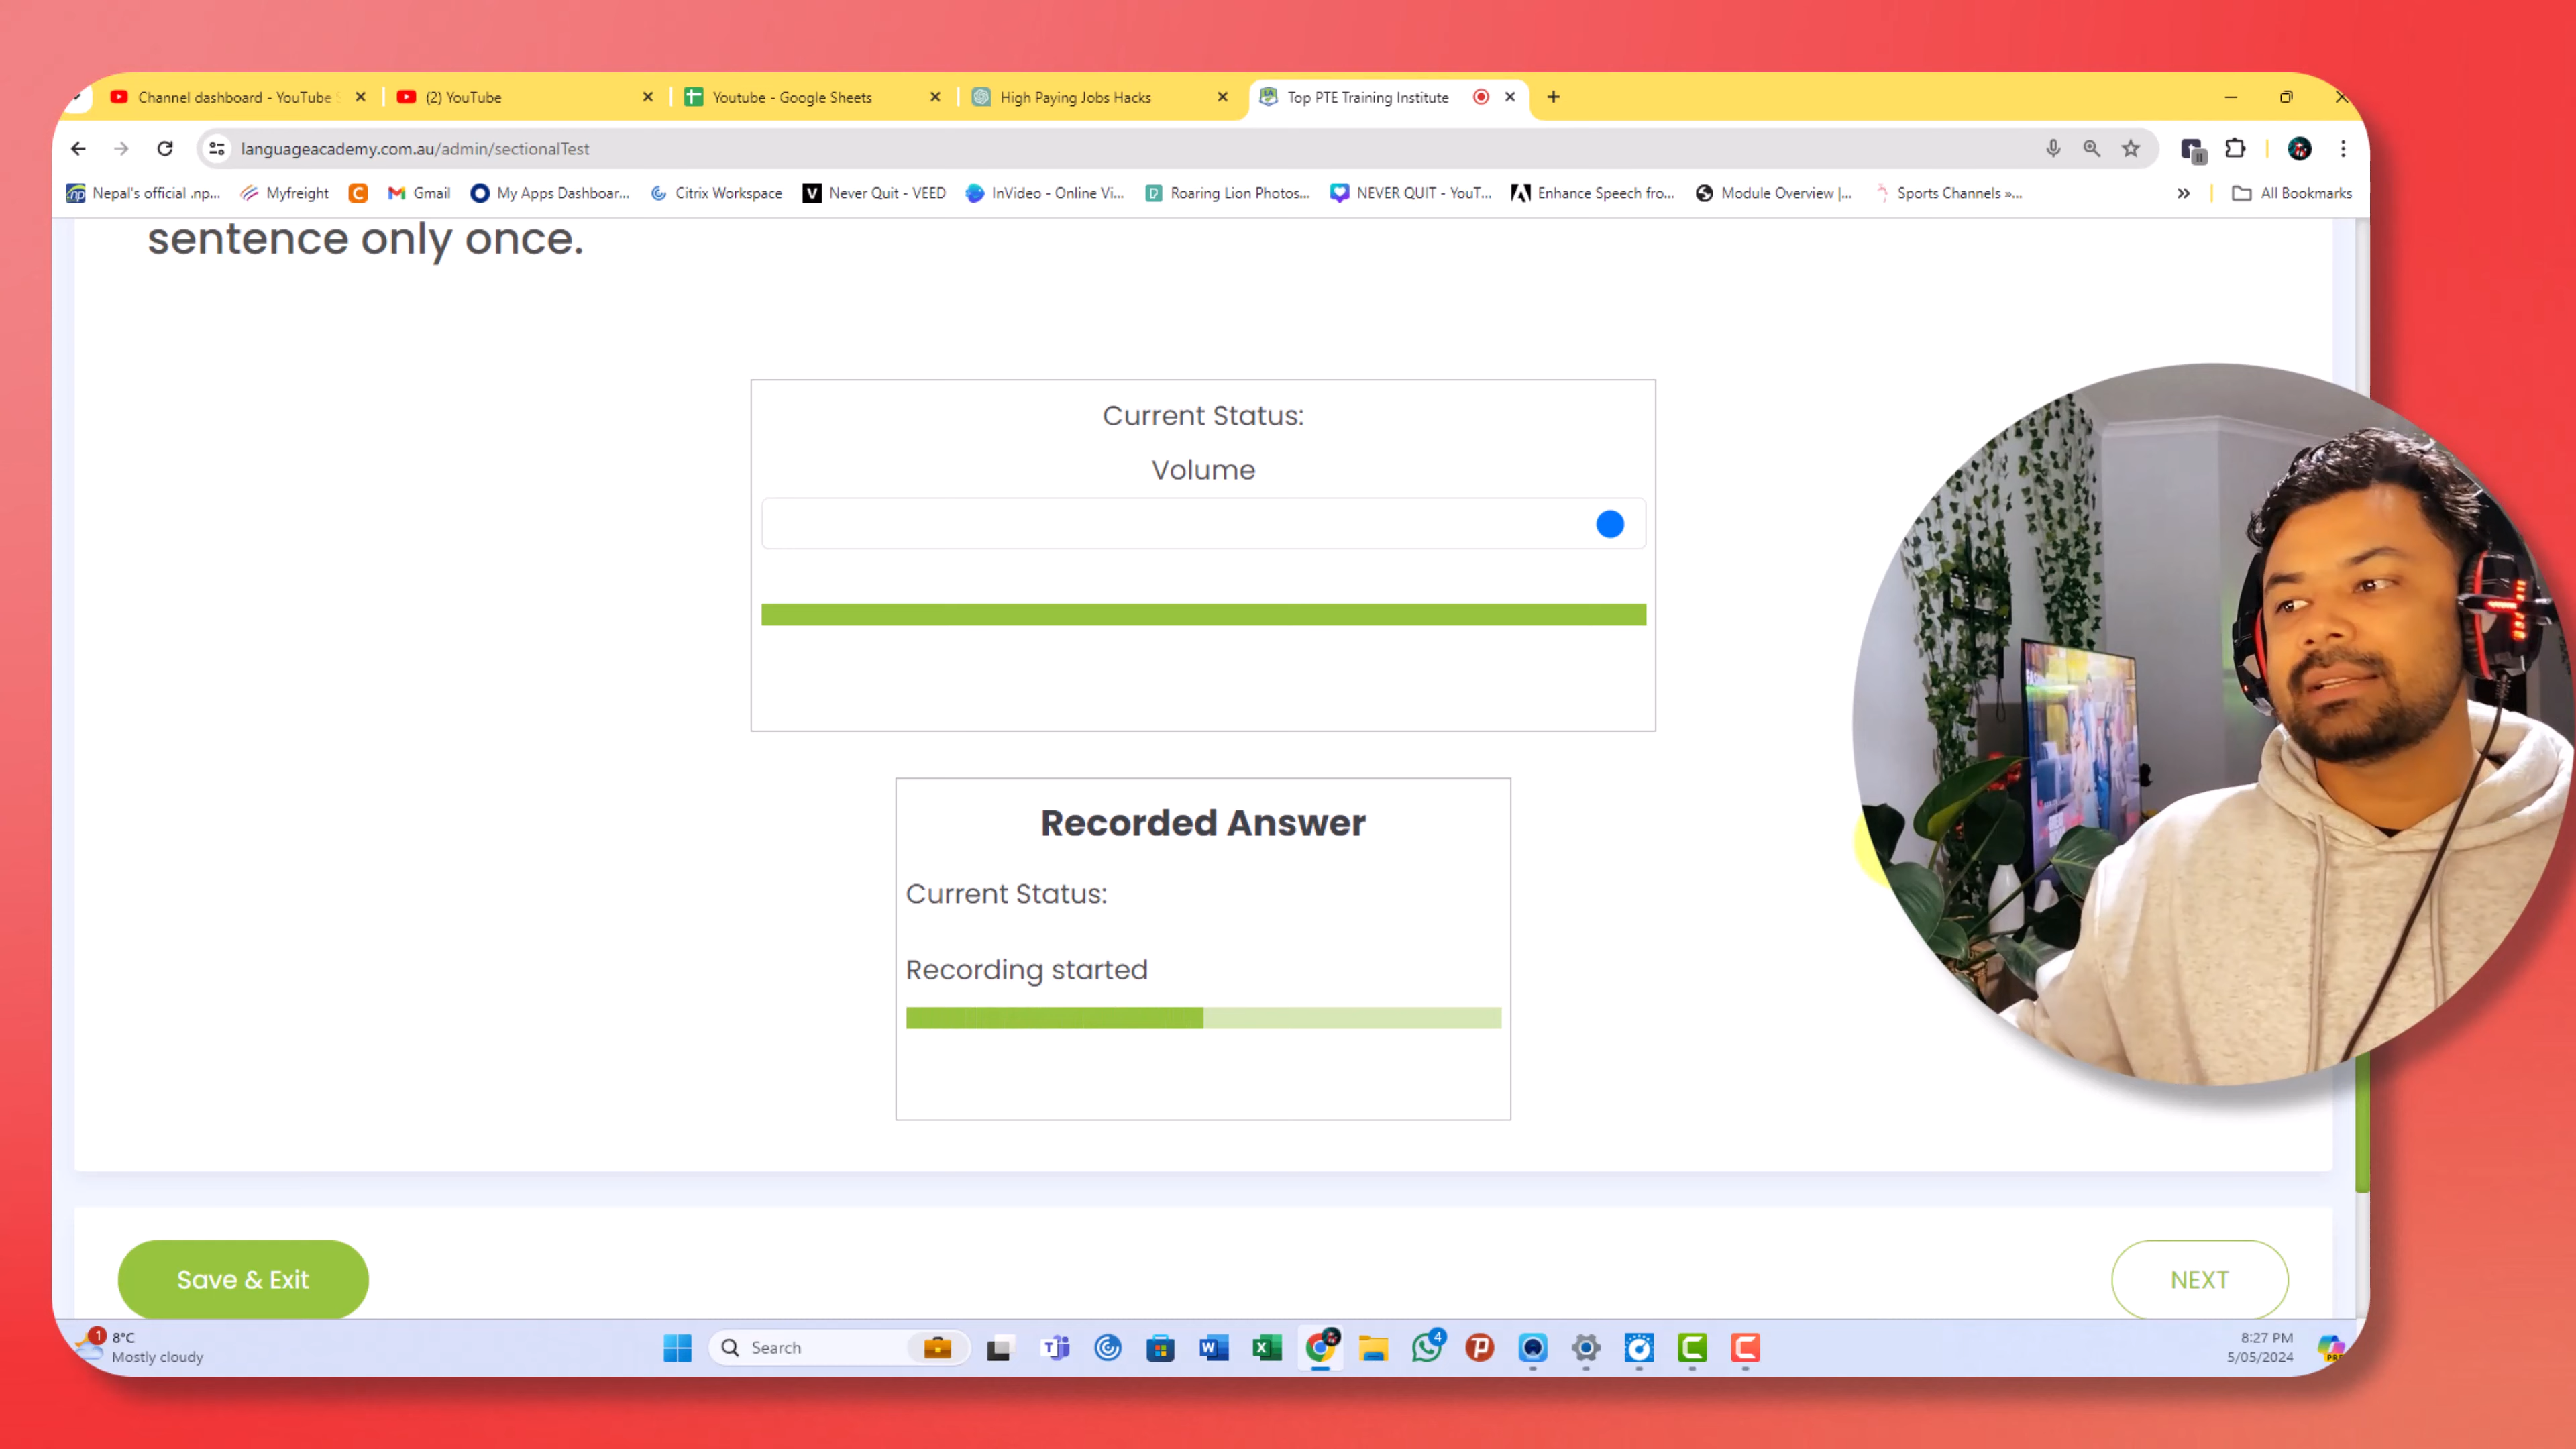 Channel dashboard - YouTube S
(2) YouTube
Youtube - Google Sheets
High Paying Jobs Hacks
Top PTE Training Institute
languageacademy.com.au/admin/sectionalTest
Nepal's official .np...
Myfreight
Gmail
My Apps Dashboar...
Citrix Workspace
Never Quit - VEED
InVideo - Online Vi...
Roaring Lion Photos...
NEVER QUIT - YouT...
Enhance Speech fro...
Module Overview |...
Sports Channels »...
All Bookmarks
sentence only once.
Current Status:
Volume
Recorded Answer
Current Status:
Recording started
Save & Exit
NEXT
1
8°C
Mostly cloudy
Search
4
8:27 PM
5/05/2024